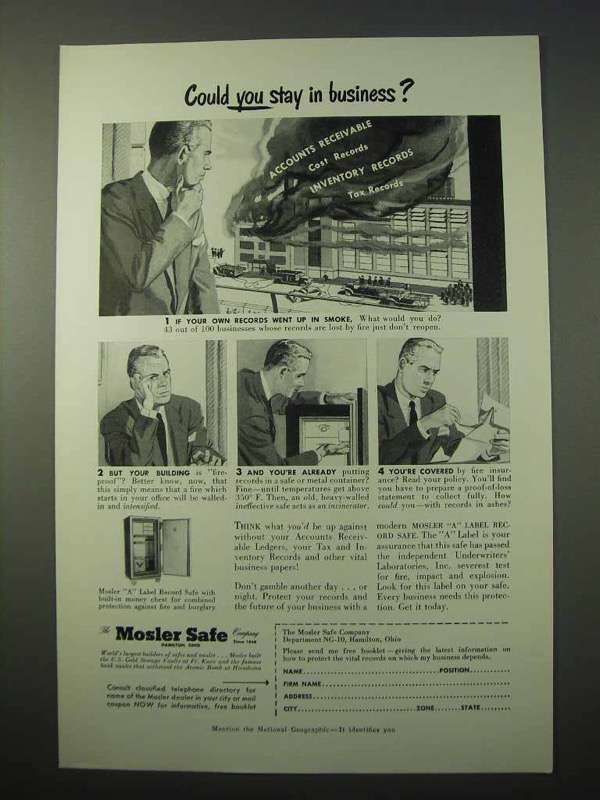 Could you stay in business?
ACCOUNTS RECEIVABLE
Cost Records
INVENTORY RECORDS
Tax Records
1 IF YOUR OWN RECORDS WENT UP IN SMOKE, What would you do?
43 out of 100 businesses whose records are lost by fire just don't reopen.
2 BUT YOUR BUILDING is "fire-
proof"? Better know, now, that
this simply means that a fire which
starts in your office will be walled-
in and intensified.
3 AND YOU'RE ALREADY putting
records in a safe or metal container?
Fine—until temperatures get above
350° F. Then, an old, heavy-walled
ineffective safe acts as an incinerator.
4 YOU'RE COVERED by fire insur-
ance? Read your policy. You'll find
you have to prepare a proof-of-loss
statement to collect fully. How
could you—with records in ashes?
Mosler "A" Label Record Safe with
built-in money chest for combined
protection against fire and burglary.
THINK what you'd be up against
without your Accounts Receiv-
able Ledgers, your Tax and In-
ventory Records and other vital
business papers!
Don't gamble another day . . . or
night. Protect your records and
the future of your business with a
modern MOSLER "A" LABEL REC-
ORD SAFE. The "A" Label is your
assurance that this safe has passed
the independent Underwriters'
Laboratories, Inc. severest test
for fire, impact and explosion.
Look for this label on your safe.
Every business needs this protec-
tion. Get it today.
The Mosler Safe Company
Since 1848
HAMILTON, OHIO
World's largest builders of safes and vaults . . . Mosler built
the U.S. Gold Storage Vaults at Ft. Knox and the famous
bank vaults that withstood the Atomic Bomb at Hiroshima
Consult classified telephone directory for
name of the Mosler dealer in your city or mail
coupon NOW for informative, free booklet
The Mosler Safe Company
Department NG-10, Hamilton, Ohio
Please send me free booklet—giving the latest information on
how to protect the vital records on which my business depends.
NAME POSITION
FIRM NAME
ADDRESS
CITY ZONE STATE
Mention the National Geographic—It identifies you